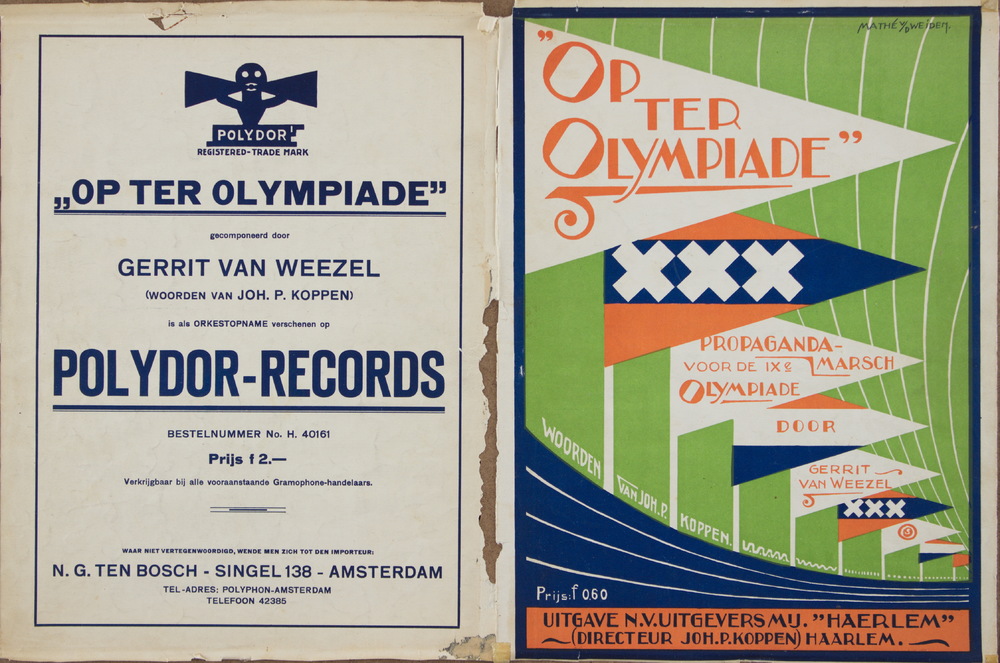 POLYDOR
REGISTERED-TRADE MARK
„OP TER OLYMPIADE”
gecomponeerd door
GERRIT VAN WEEZEL
(WOORDEN VAN JOH. P. KOPPEN)
is als ORKESTOPNAME verschenen op
POLYDOR-RECORDS
BESTELNUMMER No. H. 40161
Prijs f 2.—
Verkrijgbaar bij alle vooraanstaande Gramophone-handelaars.
WAAR NIET VERTEGENWOORDIGD, WENDE MEN ZICH TOT DEN IMPORTEUR:
N. G. TEN BOSCH - SINGEL 138 - AMSTERDAM
TEL-ADRES: POLYPHON-AMSTERDAM
TELEFOON 42385
MATHÉ V/D WEIDEN.
”OP
TER
OLYMPIADE”
XXX
PROPAGANDA-
MARSCH
VOOR DE IXE
OLYMPIADE
DOOR
GERRIT
VAN WEEZEL
XXX
WOORDEN
VAN JOH. P.
KOPPEN.
Prijs: f 0.60
UITGAVE N.V. UITGEVERS MIJ. ”HAERLEM”
(DIRECTEUR JOH. P. KOPPEN) HAARLEM.